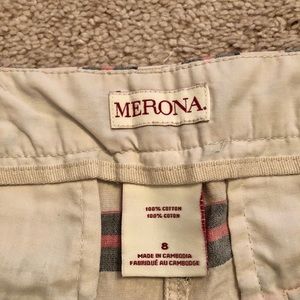 MERONA.
100% COTTON
100% COTON
8
MADE IN CAMBODIA
FABRIQUÉ AU CAMBODGE